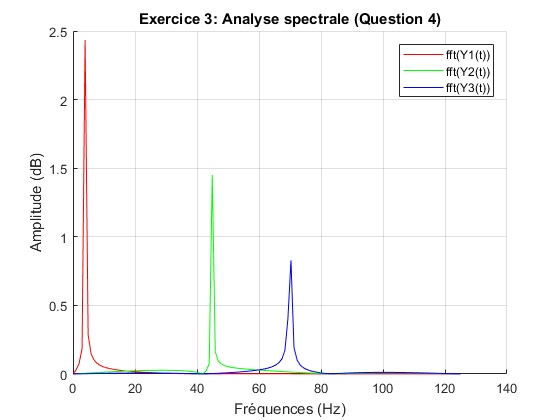 Exercice 3: Analyse spectrale (Question 4)
2.5
2
1.5
1
0.5
0
Amplitude (dB)
fft(Y1(t))
fft(Y2(t))
fft(Y3(t))
0 20 40 60 80 100 120 140
Fréquences (Hz)